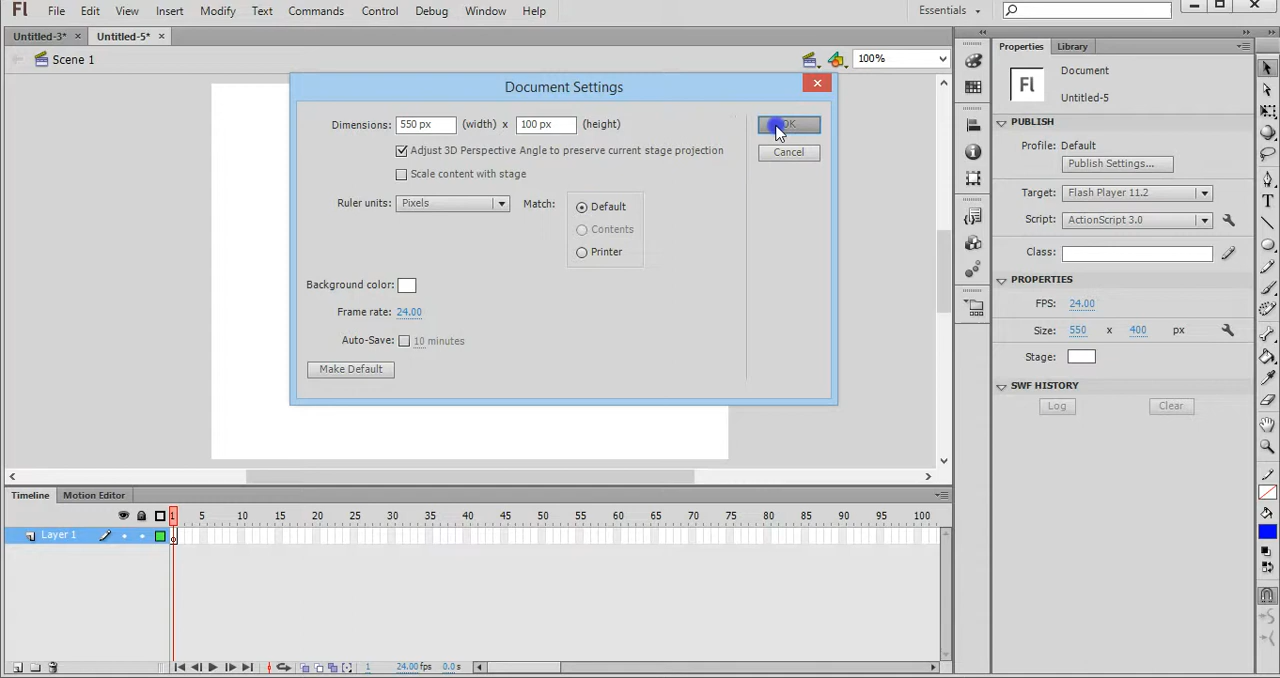 Fl File Edit View Insert Modify Text Commands Control Debug Window Help Essentials
Untitled-3* × Untitled-5* ×
Scene 1 100%
Document Settings
Dimensions: 550 px (width) x 100 px (height) OK
Adjust 3D Perspective Angle to preserve current stage projection
Cancel
Scale content with stage
Ruler units: Pixels Match: Default
Contents
Printer
Background color:
Frame rate: 24.00
Auto-Save: 10 minutes
Make Default
Properties Library
Fl Document
Untitled-5
PUBLISH
Profile: Default
Publish Settings...
Target: Flash Player 11.2
Script: ActionScript 3.0
Class:
PROPERTIES
FPS: 24.00
Size: 550 x 400 px
Stage:
SWF HISTORY
Log Clear
Timeline Motion Editor
1 5 10 15 20 25 30 35 40 45 50 55 60 65 70 75 80 85 90 95 100
Layer 1
1 24.00 fps 0.0 s